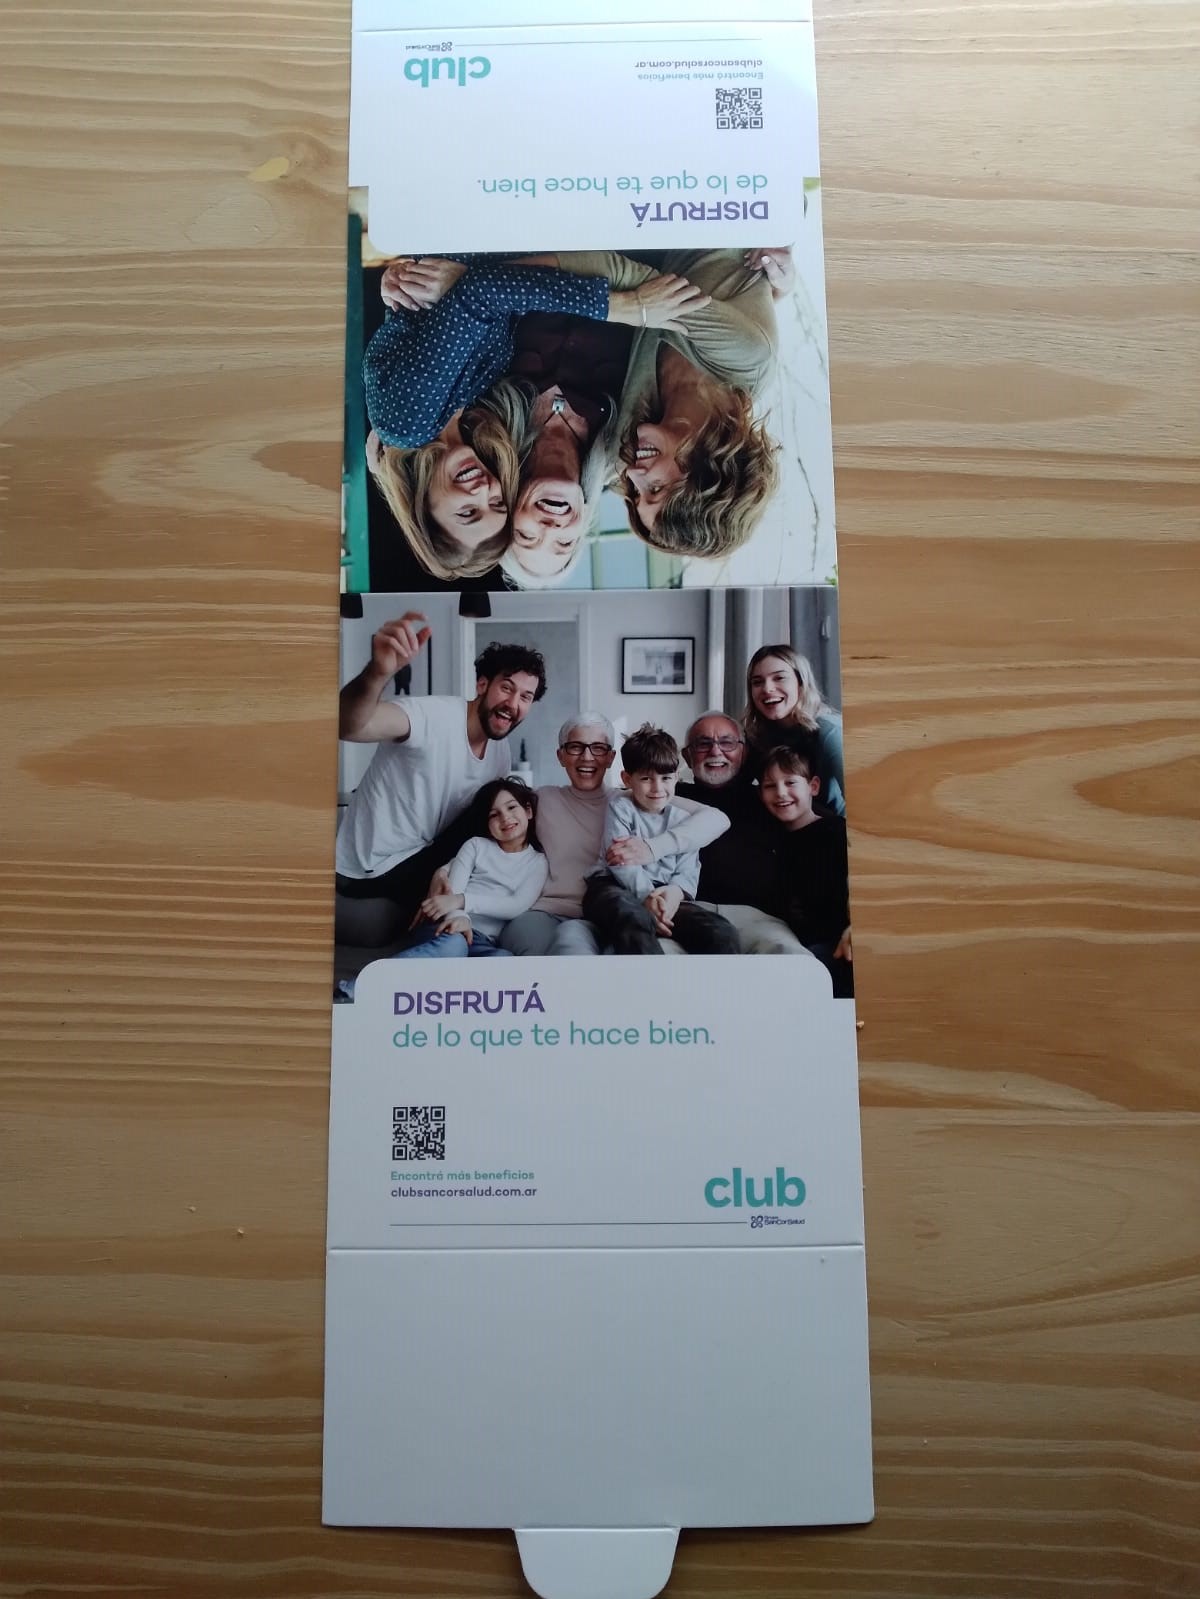 DISFRUTÁ
de lo que te hace bien.
Encontrá más beneficios
clubsancorsalud.com.ar
club
Grupo
SanCorSalud
DISFRUTÁ
de lo que te hace bien.
Encontrá más beneficios
clubsancorsalud.com.ar
club
SanCorSalud